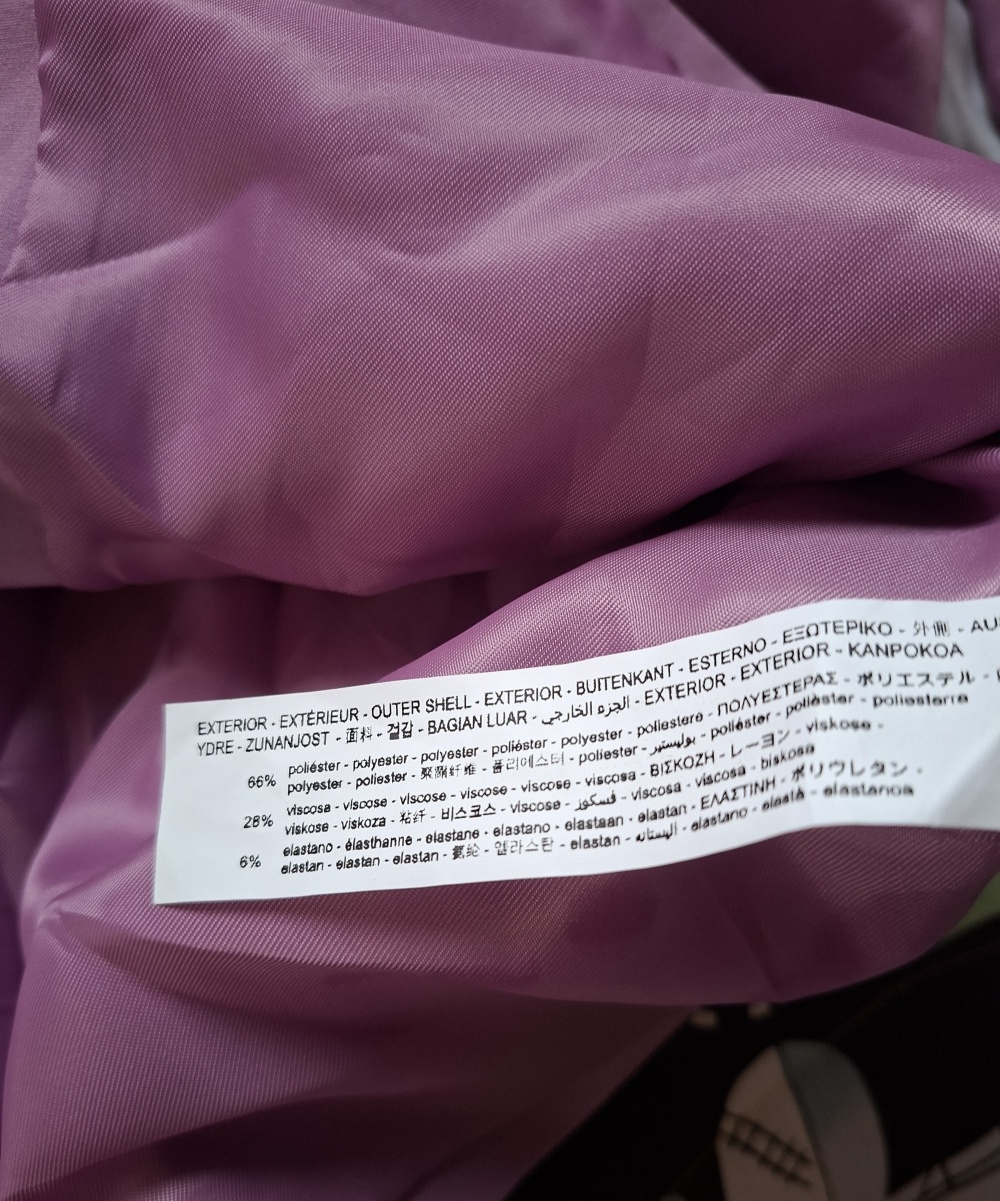 EXTERIOR - EXTÉRIEUR - OUTER SHELL - EXTERIOR - BUITENKANT - ESTERNO - ΕΞΩΤΕΡΙΚΟ - 外側 - AUS
YDRE - ZUNANJOST - 面料 - 겉감 - BAGIAN LUAR - الجزء الخارجي - EXTERIOR - EXTERIOR - KANPOKOA
66% poliéster - polyester - polyester - poliéster - polyester - poliestere - ΠΟΛΥΕΣΤΕΡΑΣ - ポリエステル -
polyester - poliester - 聚酯纤维 - 폴리에스터 - poliester - بوليستير - poliéster - polièster - poliesterra
28% viscosa - viscose - viscose - viscose - viscose - viscosa - ΒΙΣΚΟΖΗ - レーヨン - viskose -
viskose - viskoza - 粘纤 - 비스코스 - viscose - فسكوز - viscosa - viscosa - biskosa
6% elastano - élasthanne - elastane - elastano - elastaan - elastan - ΕΛΑΣΤΙΝΗ - ポリウレタン -
elastan - elastan - elastan - 氨纶 - 엘라스탄 - elastan - اليستانه - elastano - elastà - elastanoa